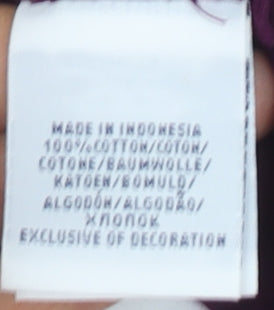 MADE IN INDONESIA
100%COTTON/COTON/
COTONE/BAUMWOLLE/
KATOEN/BOMULD/
ALGODÓN/ALGODÃO/
ХЛОПОК
EXCLUSIVE OF DECORATION